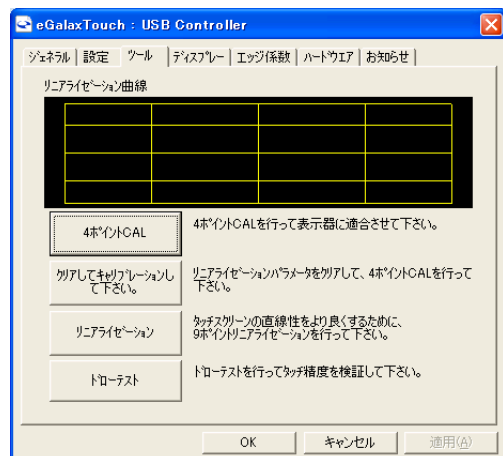 eGalaxTouch : USB Controller
ｼﾞｪﾈﾗﾙ 設定 ﾂｰﾙ ﾃﾞｨｽﾌﾟﾚｰ ｴｯｼﾞ係数 ﾊｰﾄﾞｳｴｱ お知らせ
ﾘﾆｱﾗｲｾﾞｰｼｮﾝ曲線
4ﾎﾟｲﾝﾄCAL
4ﾎﾟｲﾝﾄCALを行って表示器に適合させて下さい。
ｸﾘｱしてｷｬﾘﾌﾞﾚｰｼｮﾝし
て下さい。
ﾘﾆｱﾗｲｾﾞｰｼｮﾝﾊﾟﾗﾒｰﾀをｸﾘｱして、4ﾎﾟｲﾝﾄCALを行って
下さい。
ﾘﾆｱﾗｲｾﾞｰｼｮﾝ
ﾀｯﾁｽｸﾘｰﾝの直線性をより良くするために、
9ﾎﾟｲﾝﾄﾘﾆｱﾗｲｾﾞｰｼｮﾝを行って下さい。
ﾄﾞﾛｰﾃｽﾄ
ﾄﾞﾛｰﾃｽﾄを行ってﾀｯﾁ精度を検証して下さい。
OK キャンセル 適用(A)